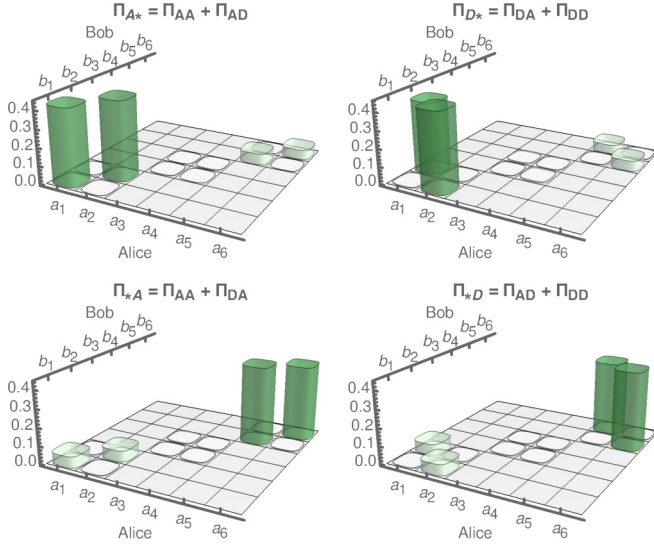 Π_{A*} = Π_{AA} + Π_{AD}
Bob
b₁ b₂ b₃ b₄ b₅ b₆
0.4
0.3
0.2
0.1
0.0
a₁ a₂ a₃ a₄ a₅ a₆
Alice
Π_{D*} = Π_{DA} + Π_{DD}
Bob
b₁ b₂ b₃ b₄ b₅ b₆
0.4
0.3
0.2
0.1
0.0
a₁ a₂ a₃ a₄ a₅ a₆
Alice
Π_{*A} = Π_{AA} + Π_{DA}
Bob
b₁ b₂ b₃ b₄ b₅ b₆
0.4
0.3
0.2
0.1
0.0
a₁ a₂ a₃ a₄ a₅ a₆
Alice
Π_{*D} = Π_{AD} + Π_{DD}
Bob
b₁ b₂ b₃ b₄ b₅ b₆
0.4
0.3
0.2
0.1
0.0
a₁ a₂ a₃ a₄ a₅ a₆
Alice